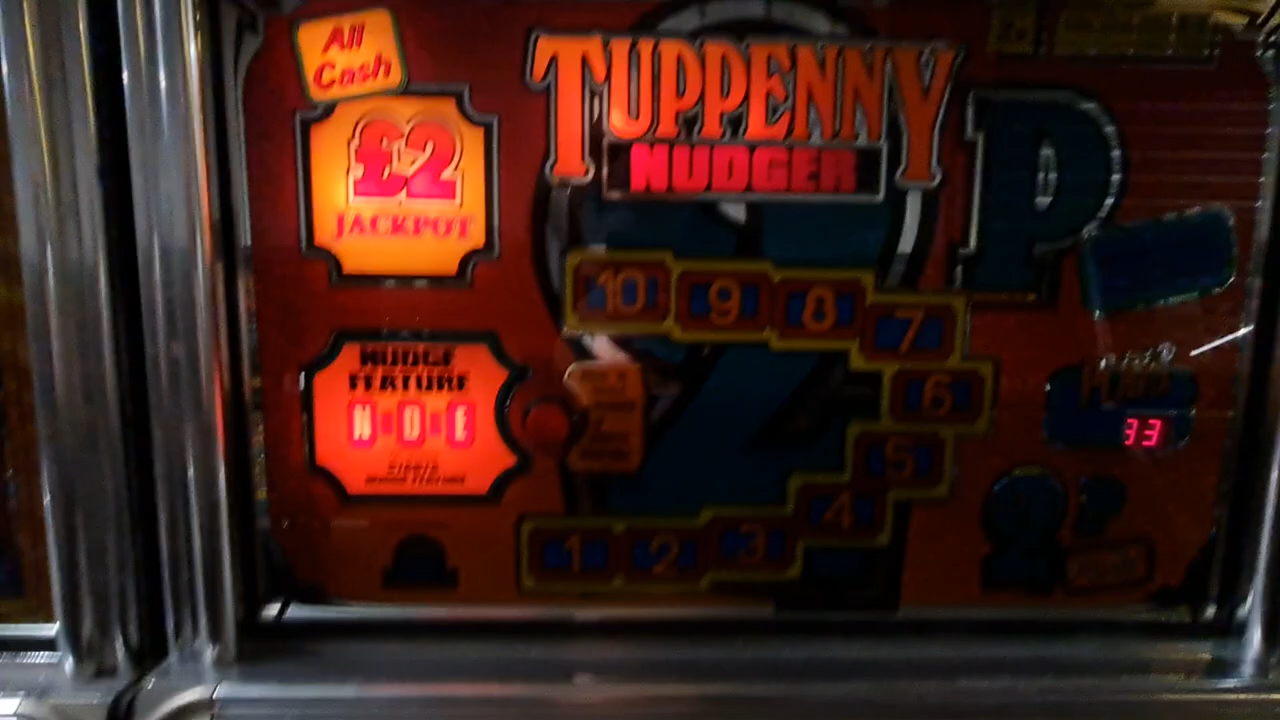 All
Cash
£2
JACKPOT
TUPPENNY
NUDGER
P
10 9 8 7
6
5
4
1 2 3
NUDGE
FEATURE
N D E
PLAYS
33